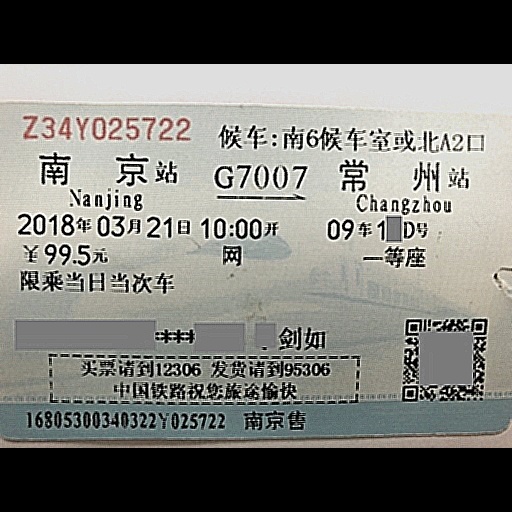 Z34Y025722 候车:南6候车室或北A2口
南京站 G7007 常州站
Nanjing Changzhou
2018年03月21日10:00开 09车1 D号
￥99.5元 网 一等座
限乘当日当次车
*** 剑如
买票请到12306 发货请到95306
中国铁路祝您旅途愉快
16805300340322Y025722 南京售